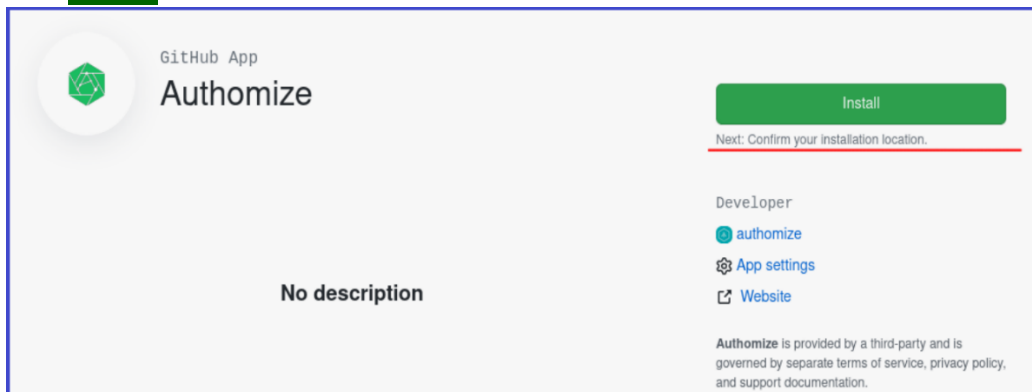 GitHub App
Authomize
Install
Next: Confirm your installation location.
Developer
authomize
App settings
Website
No description
Authomize is provided by a third-party and is
governed by separate terms of service, privacy policy,
and support documentation.